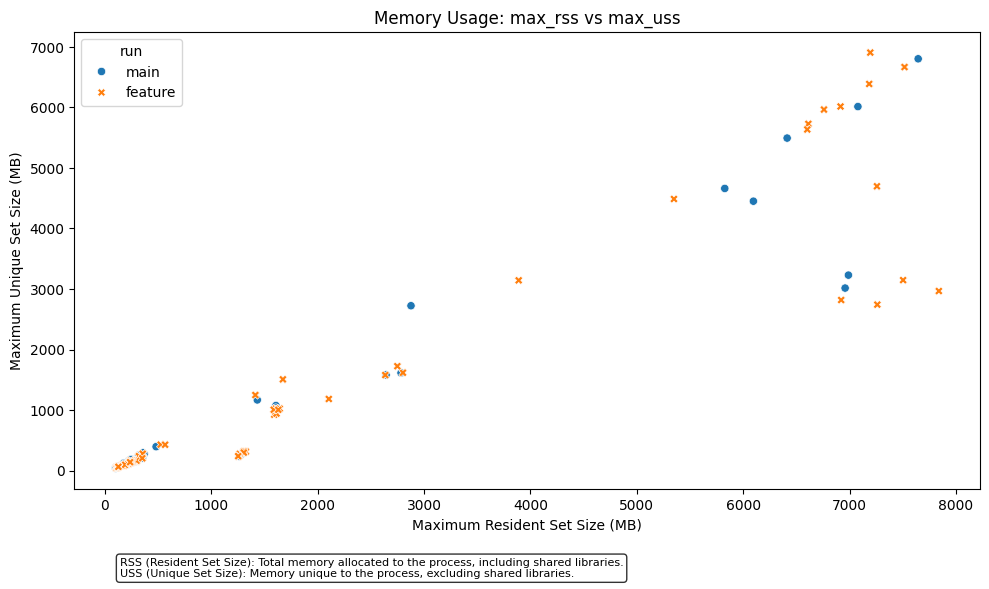 Memory Usage: max_rss vs max_uss
run
main
feature
7000
6000
5000
4000
3000
2000
1000
0
Maximum Unique Set Size (MB)
0 1000 2000 3000 4000 5000 6000 7000 8000
Maximum Resident Set Size (MB)
RSS (Resident Set Size): Total memory allocated to the process, including shared libraries.
USS (Unique Set Size): Memory unique to the process, excluding shared libraries.